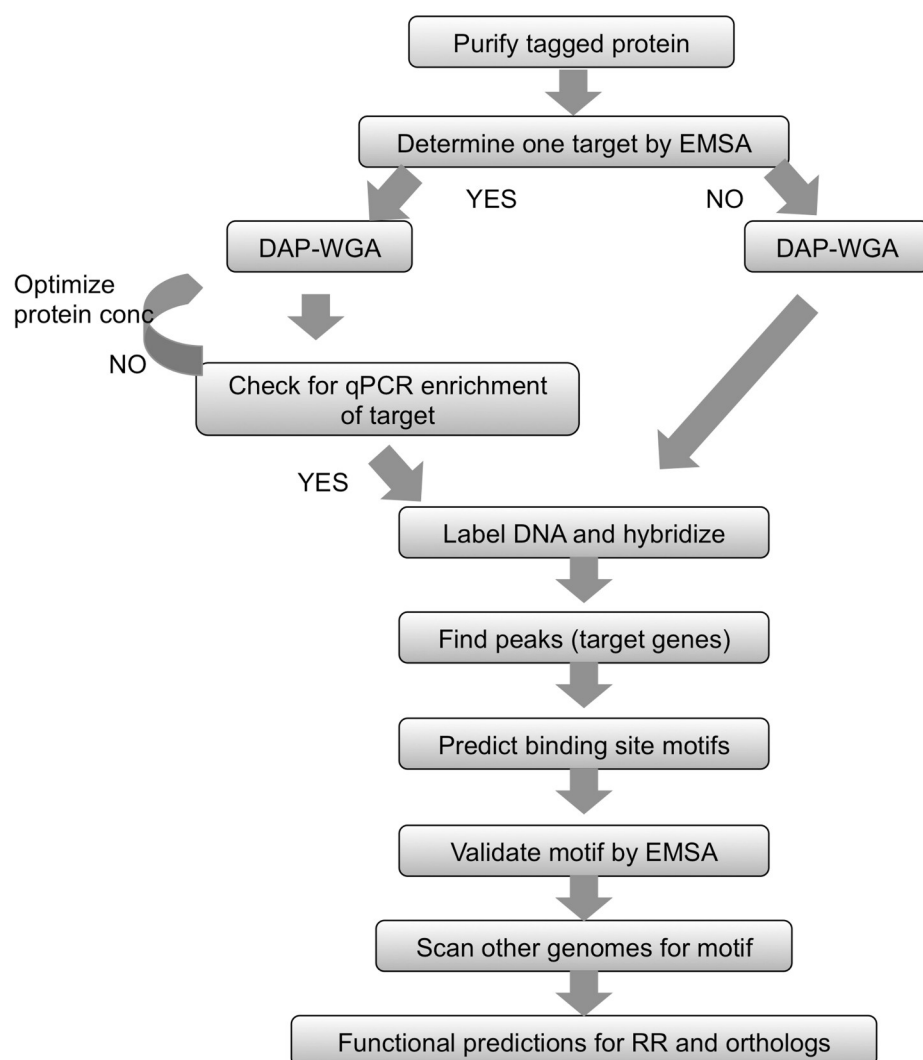 Purify tagged protein
Determine one target by EMSA
YES
NO
DAP-WGA
DAP-WGA
Optimize
protein conc
NO
Check for qPCR enrichment
of target
YES
Label DNA and hybridize
Find peaks (target genes)
Predict binding site motifs
Validate motif by EMSA
Scan other genomes for motif
Functional predictions for RR and orthologs